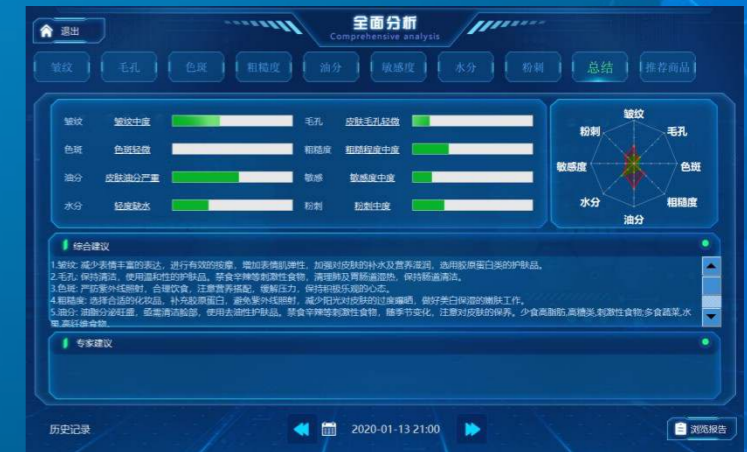 退出
全面分析
Comprehensive analysis
皱纹 毛孔 色斑 粗糙度 油分 敏感度 水分 粉刺 总结 推荐商品
皱纹 皱纹中度 毛孔 皮肤毛孔轻微
色斑 色斑轻微 粗糙度 粗糙程度中度
油分 皮肤油分严重 敏感 敏感度中度
水分 轻度缺水 粉刺 粉刺中度
皱纹
毛孔
色斑
粗糙度
油分
水分
敏感度
粉刺
综合建议
1.皱纹: 减少表情丰富的表达，进行有效的按摩，增加表情肌弹性，加强对皮肤的补水及营养滋润，选用胶原蛋白类的护肤品。
2.毛孔: 保持清洁，使用温和性的护肤品。禁食辛辣等刺激性食物，清理肺及胃肠道湿热，保持肠道清洁。
3.色斑: 严防紫外线照射，合理饮食，注意营养搭配，缓解压力，保持积极乐观的心态。
4.粗糙度: 选择合适的化妆品，补充胶原蛋白，避免紫外线照射，减少阳光对皮肤的过度曝晒，做好美白保湿的嫩肤工作。
5.油分: 油脂分泌旺盛，亟需清洁脸部，使用去油性护肤品。禁食辛辣等刺激性食物，随季节变化，注意对皮肤的保养。少食高脂肪,高糖类,刺激性食物;多食蔬菜,水
果,高纤维食物.
专家建议
历史记录
2020-01-13 21:00
浏览报告